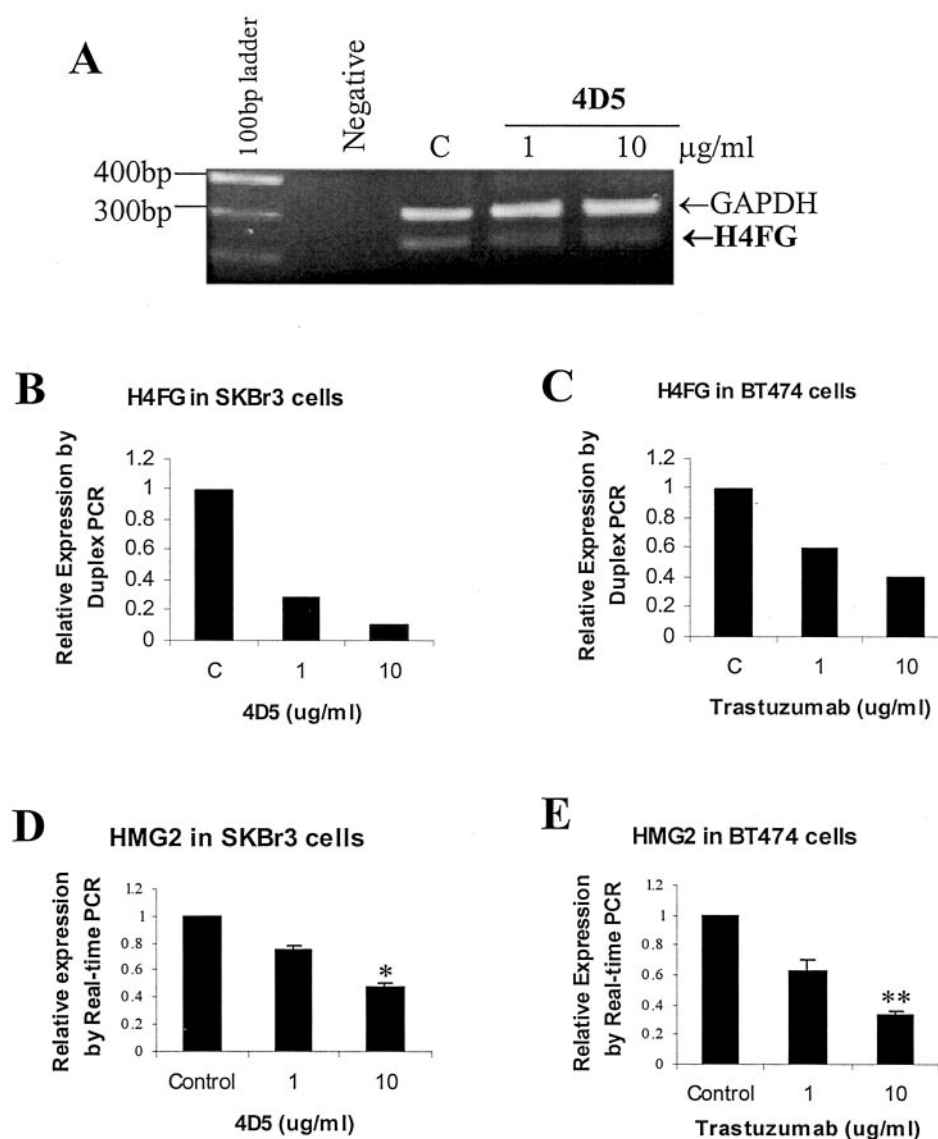 A
100bp ladder
Negative
4D5
C 1 10 µg/ml
400bp
300bp
←GAPDH
←H4FG
B
H4FG in SKBr3 cells
Relative Expression by
Duplex PCR
1.2
1
0.8
0.6
0.4
0.2
0
C 1 10
4D5 (ug/ml)
C
H4FG in BT474 cells
Relative Expression by
Duplex PCR
1.2
1
0.8
0.6
0.4
0.2
0
C 1 10
Trastuzumab (ug/ml)
D
HMG2 in SKBr3 cells
Relative expression
by Real-time PCR
1.2
1
0.8
0.6
0.4
0.2
0
*
Control 1 10
4D5 (ug/ml)
E
HMG2 in BT474 cells
Relative Expression
by Real-time PCR
1.2
1
0.8
0.6
0.4
0.2
0
**
Control 1 10
Trastuzumab (ug/ml)